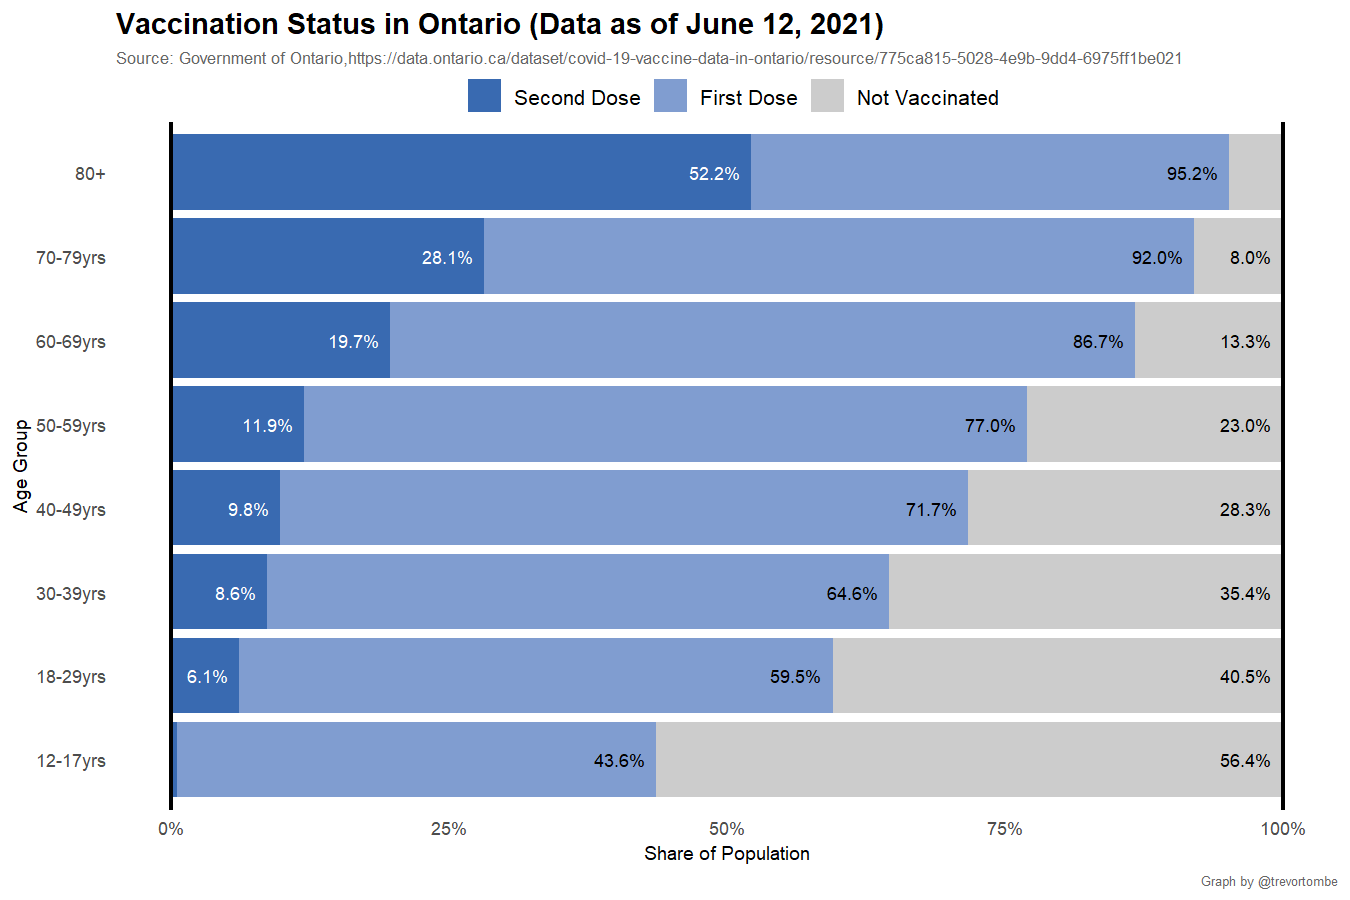 Vaccination Status in Ontario (Data as of June 12, 2021)
Source: Government of Ontario,https://data.ontario.ca/dataset/covid-19-vaccine-data-in-ontario/resource/775ca815-5028-4e9b-9dd4-6975ff1be021
Second Dose First Dose Not Vaccinated
80+ 52.2% 95.2%
70-79yrs 28.1% 92.0% 8.0%
60-69yrs 19.7% 86.7% 13.3%
50-59yrs 11.9% 77.0% 23.0%
Age Group
40-49yrs 9.8% 71.7% 28.3%
30-39yrs 8.6% 64.6% 35.4%
18-29yrs 6.1% 59.5% 40.5%
12-17yrs 43.6% 56.4%
0% 25% 50% 75% 100%
Share of Population
Graph by @trevortombe